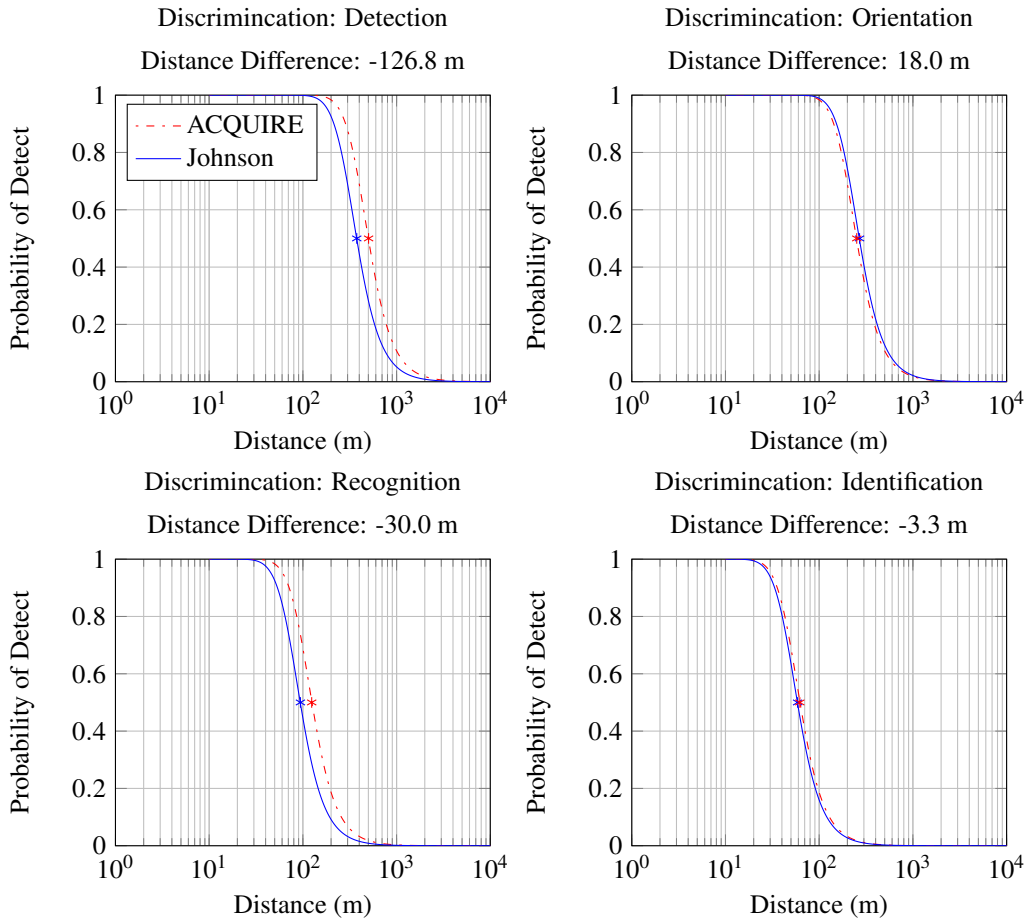 Discrimincation: Detection
Distance Difference: -126.8 m
Probability of Detect
1
0.8
0.6
0.4
0.2
0
ACQUIRE
Johnson
10^0
10^1
10^2
10^3
10^4
Distance (m)
Discrimincation: Orientation
Distance Difference: 18.0 m
Probability of Detect
1
0.8
0.6
0.4
0.2
0
10^0
10^1
10^2
10^3
10^4
Distance (m)
Discrimincation: Recognition
Distance Difference: -30.0 m
Probability of Detect
1
0.8
0.6
0.4
0.2
0
10^0
10^1
10^2
10^3
10^4
Distance (m)
Discrimincation: Identification
Distance Difference: -3.3 m
Probability of Detect
1
0.8
0.6
0.4
0.2
0
10^0
10^1
10^2
10^3
10^4
Distance (m)